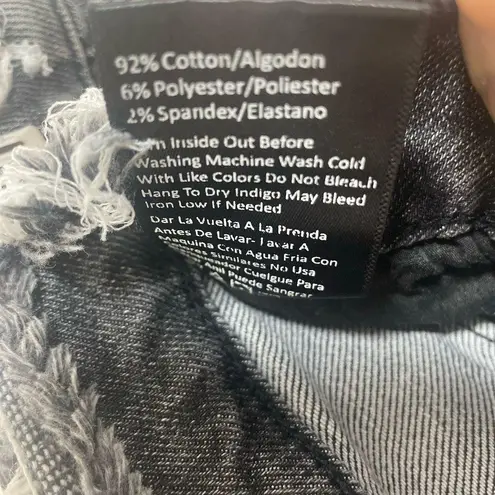 92% Cotton/Algodon
6% Polyester/Poliester
2% Spandex/Elastano
Inside Out Before
Washing Machine Wash Cold
With Like Colors Do Not Bleach
Hang To Dry Indigo May Bleed
Iron Low If Needed
Dar La Vuelta A La Prenda
Antes De Lavar- Lavar A
Maquina Con Agua Fria Con
Similares No Usa
Cuelgue Para
Anil Puede Sangrar